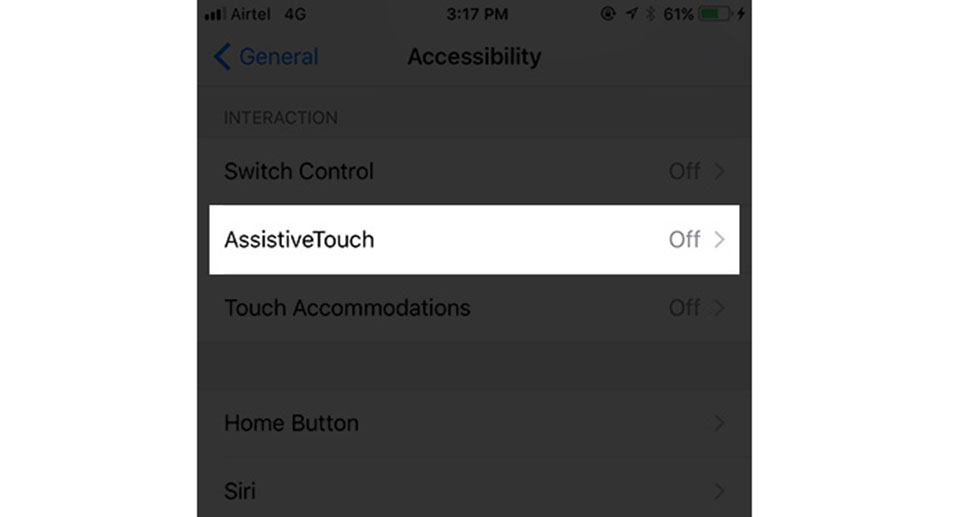 Airtel 4G 3:17 PM 61%
General Accessibility
INTERACTION
Switch Control Off
AssistiveTouch Off
Touch Accommodations Off
Home Button
Siri